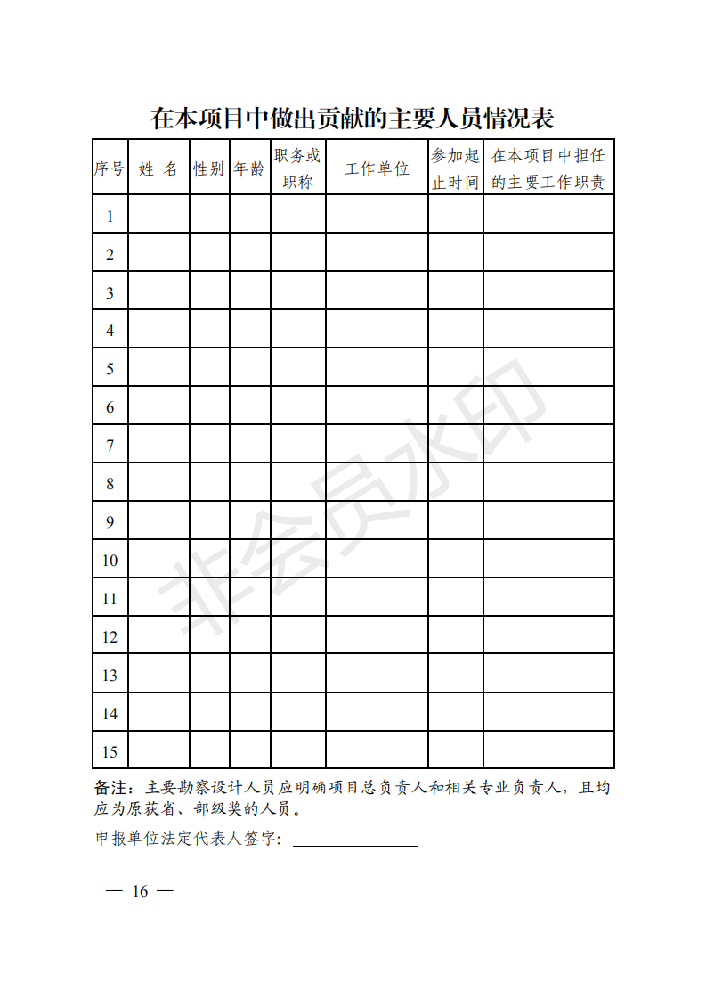 在本项目中做出贡献的主要人员情况表
序号 姓 名 性别 年龄 职务或职称 工作单位 参加起止时间 在本项目中担任的主要工作职责
1
2
3
4
5
6
7
8
9
10
11
12
13
14
15
非会员水印
备注：主要勘察设计人员应明确项目总负责人和相关专业负责人，且均
应为原获省、部级奖的人员。
申报单位法定代表人签字：
— 16 —